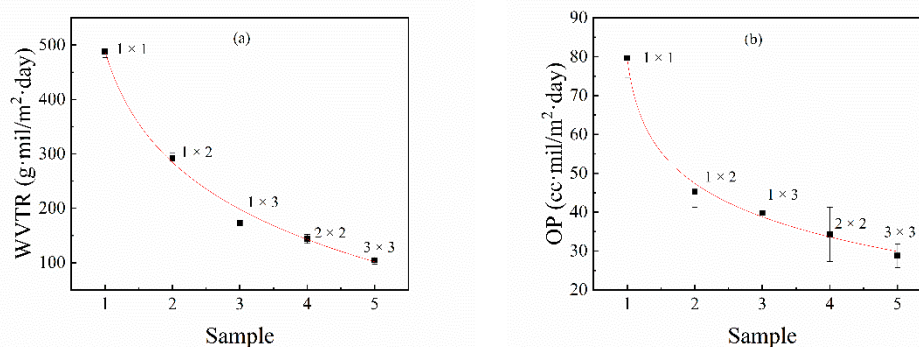 (a)
WVTR (g·mil/m²·day)
500
400
300
200
100
1 × 1
1 × 2
1 × 3
2 × 2
3 × 3
1 2 3 4 5
Sample
(b)
OP (cc·mil/m²·day)
90
80
70
60
50
40
30
20
1 × 1
1 × 2
1 × 3
2 × 2
3 × 3
1 2 3 4 5
Sample